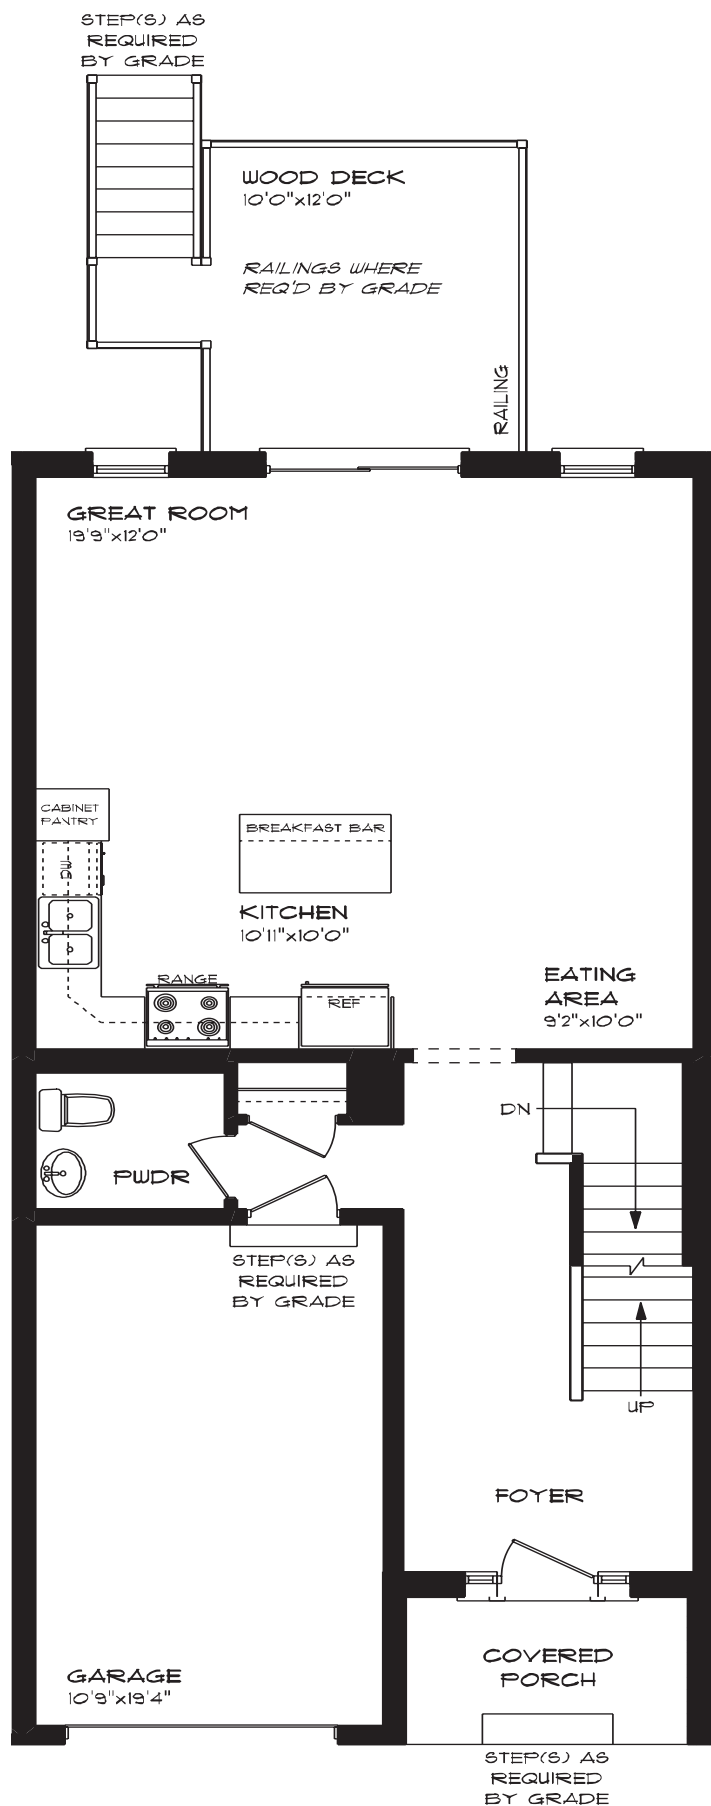 STEP(S) AS
REQUIRED
BY GRADE
WOOD DECK
10'0"x12'0"
RAILINGS WHERE
REQ'D BY GRADE
RAILING
GREAT ROOM
19'9"x12'0"
CABINET
PANTRY
DW
BREAKFAST BAR
KITCHEN
10'11"x10'0"
RANGE
REF
EATING
AREA
9'2"x10'0"
DN
PWDR
STEP(S) AS
REQUIRED
BY GRADE
UP
FOYER
GARAGE
10'9"x19'4"
COVERED
PORCH
STEP(S) AS
REQUIRED
BY GRADE